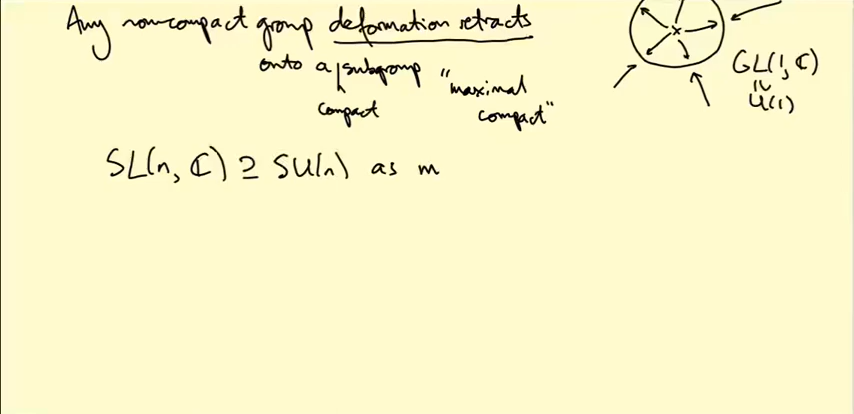 Any noncompact group deformation retracts
onto a subgroup "maximal compact"
compact
GL(1, ℂ)
U(1)
SL(n, ℂ) ⊇ SU(n) as m